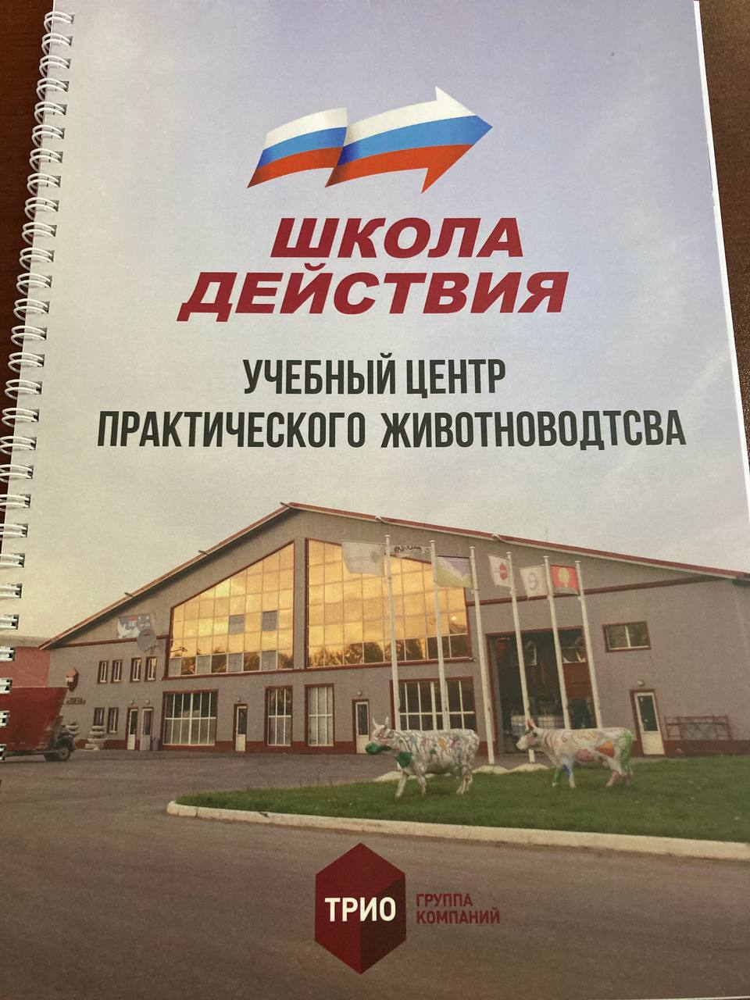 ШКОЛА
ДЕЙСТВИЯ
УЧЕБНЫЙ ЦЕНТР
ПРАКТИЧЕСКОГО ЖИВОТНОВОДТСВА
ТРИО
ГРУППА
КОМПАНИЙ